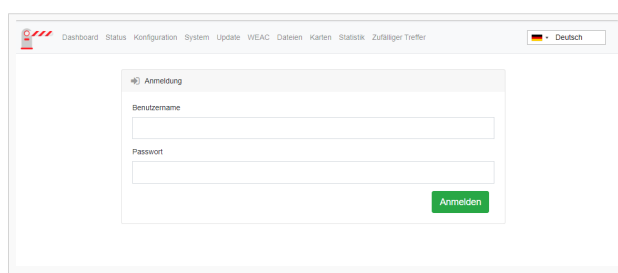 Dashboard Status Konfiguration System Update WEAC Dateien Karten Statistik Zufälliger Treffer Deutsch
Anmeldung
Benutzername
Passwort
Anmelden